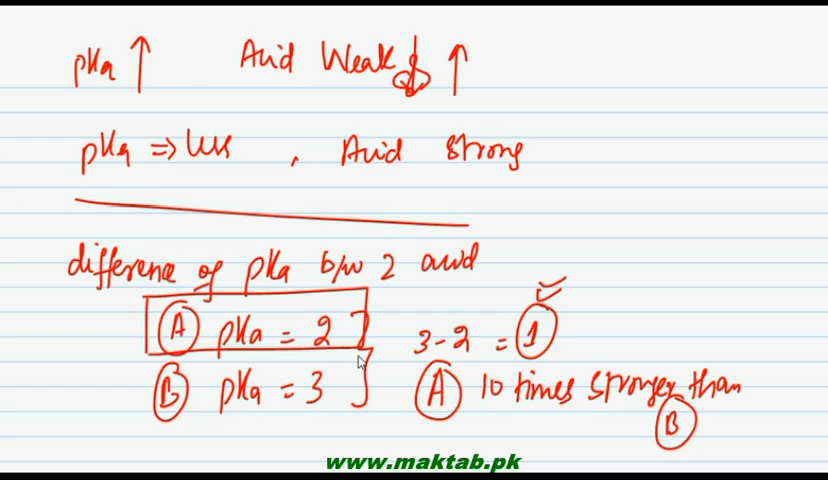 pKa ↑ Acid Weak ↑
pKa ⇒ less , Acid strong
difference of pKa b/w 2 acid
A pKa = 2 3 - 2 = 1
B pKa = 3 A 10 times stronger than
B
www.maktab.pk